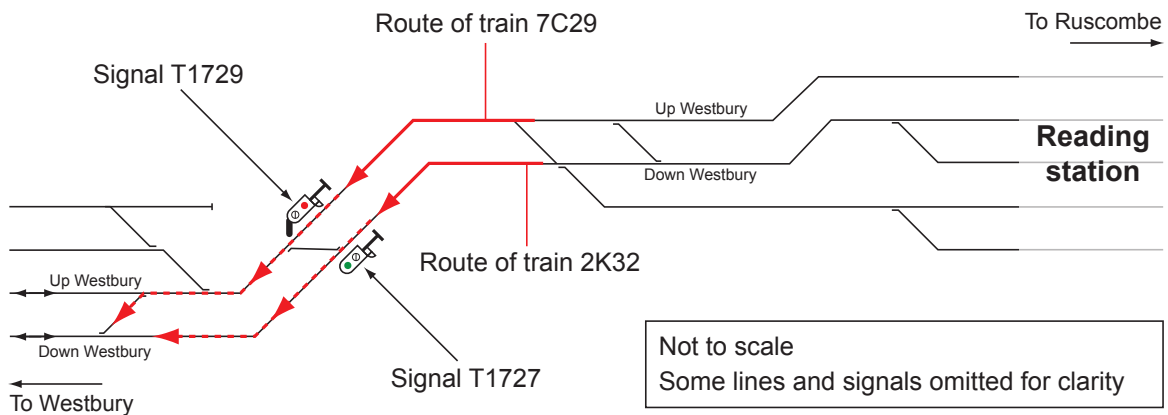 Route of train 7C29
To Ruscombe
Signal T1729
Up Westbury
Reading
station
Down Westbury
Route of train 2K32
Up Westbury
Down Westbury
Signal T1727
To Westbury
Not to scale
Some lines and signals omitted for clarity